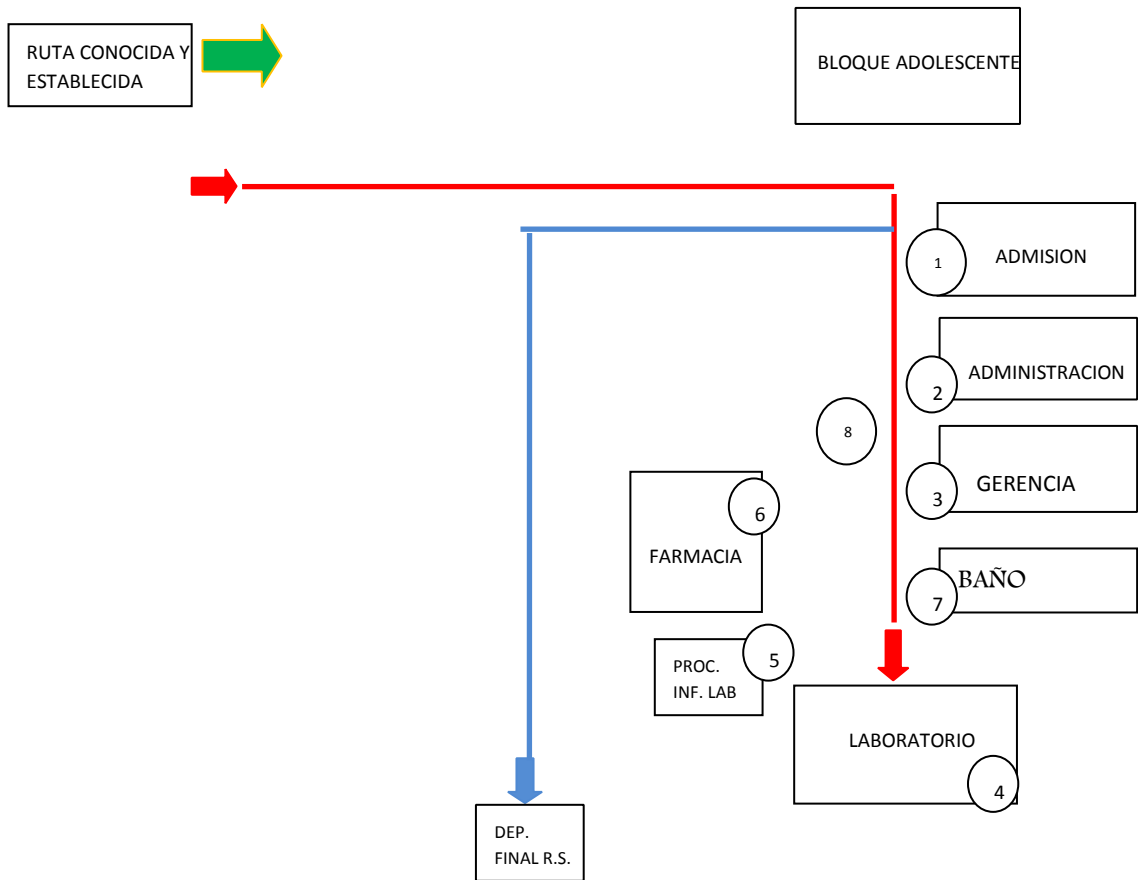 RUTA CONOCIDA Y
ESTABLECIDA
BLOQUE ADOLESCENTE
1
ADMISION
2
ADMINISTRACION
8
3
GERENCIA
6
FARMACIA
7
BAÑO
5
PROC.
INF. LAB
LABORATORIO
4
DEP.
FINAL R.S.